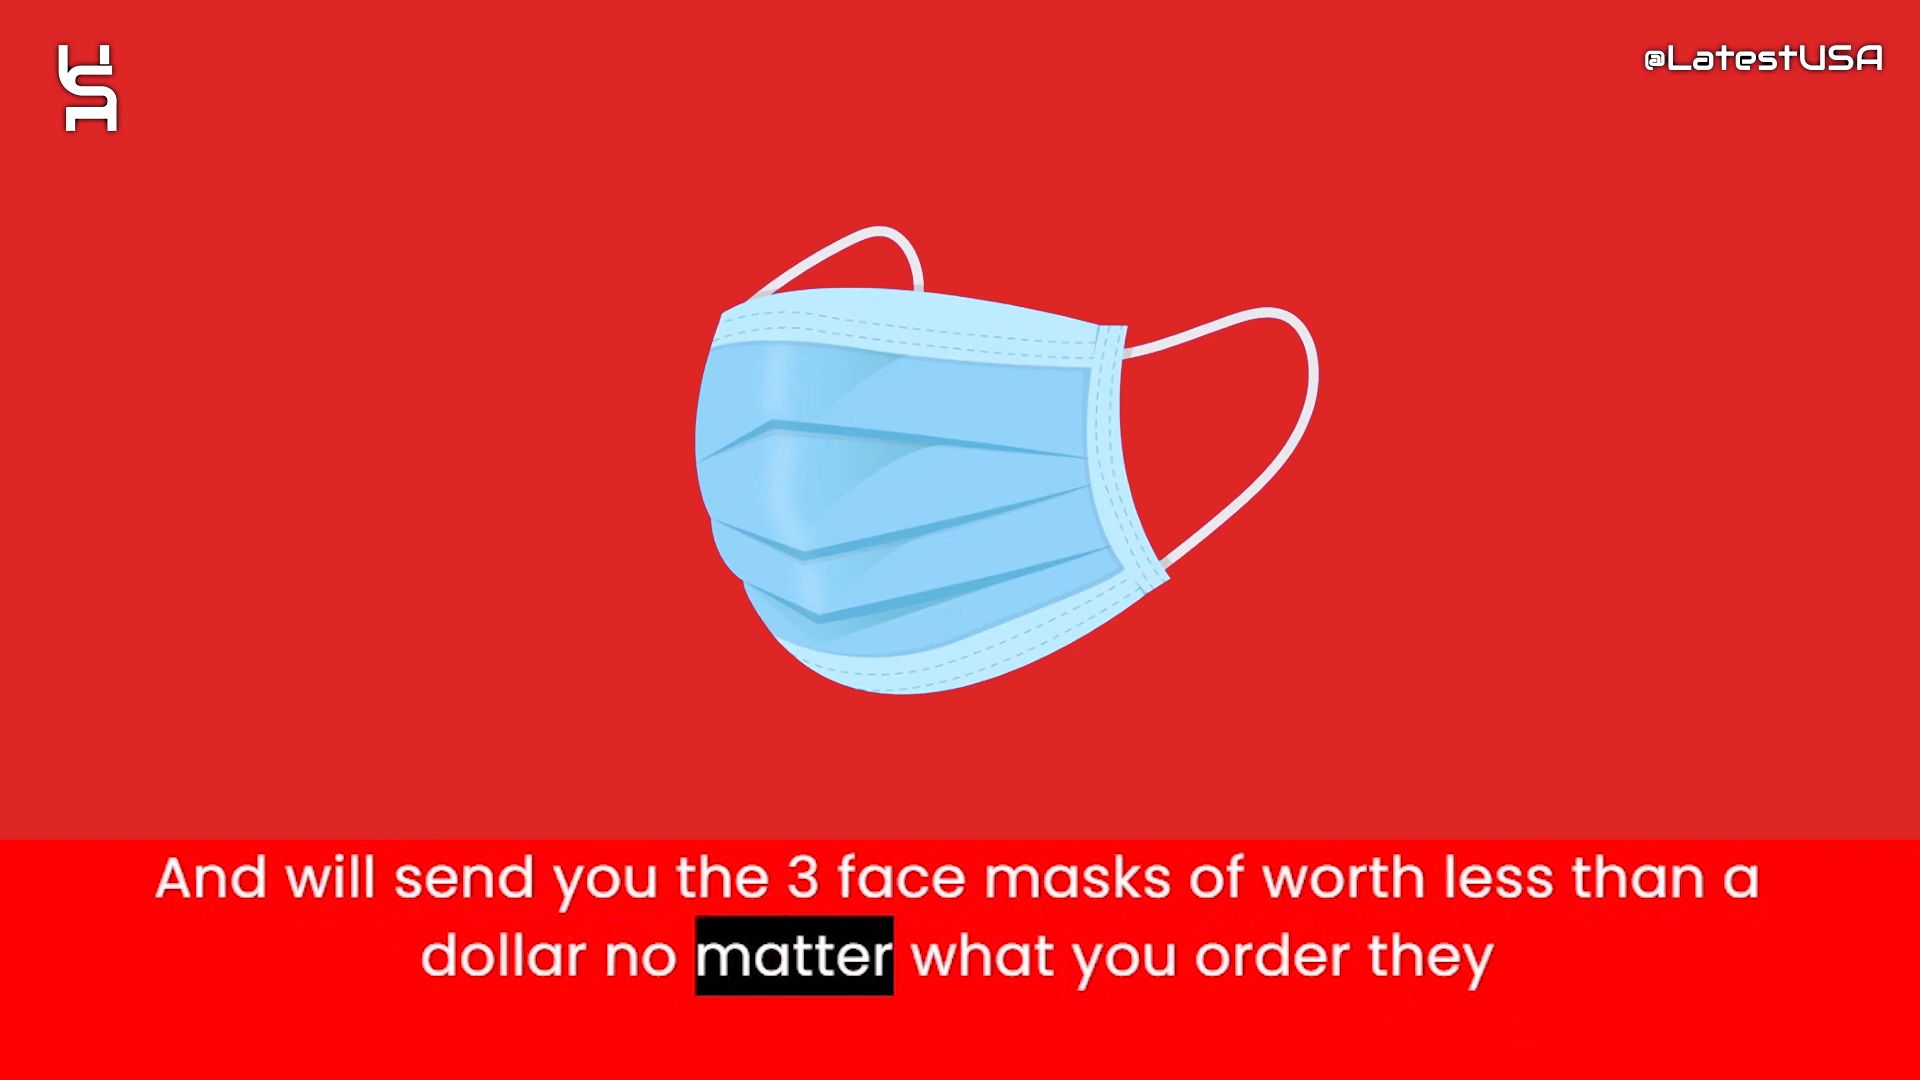 USA
@LatestUSA
And will send you the 3 face masks of worth less than a
dollar no matter what you order they